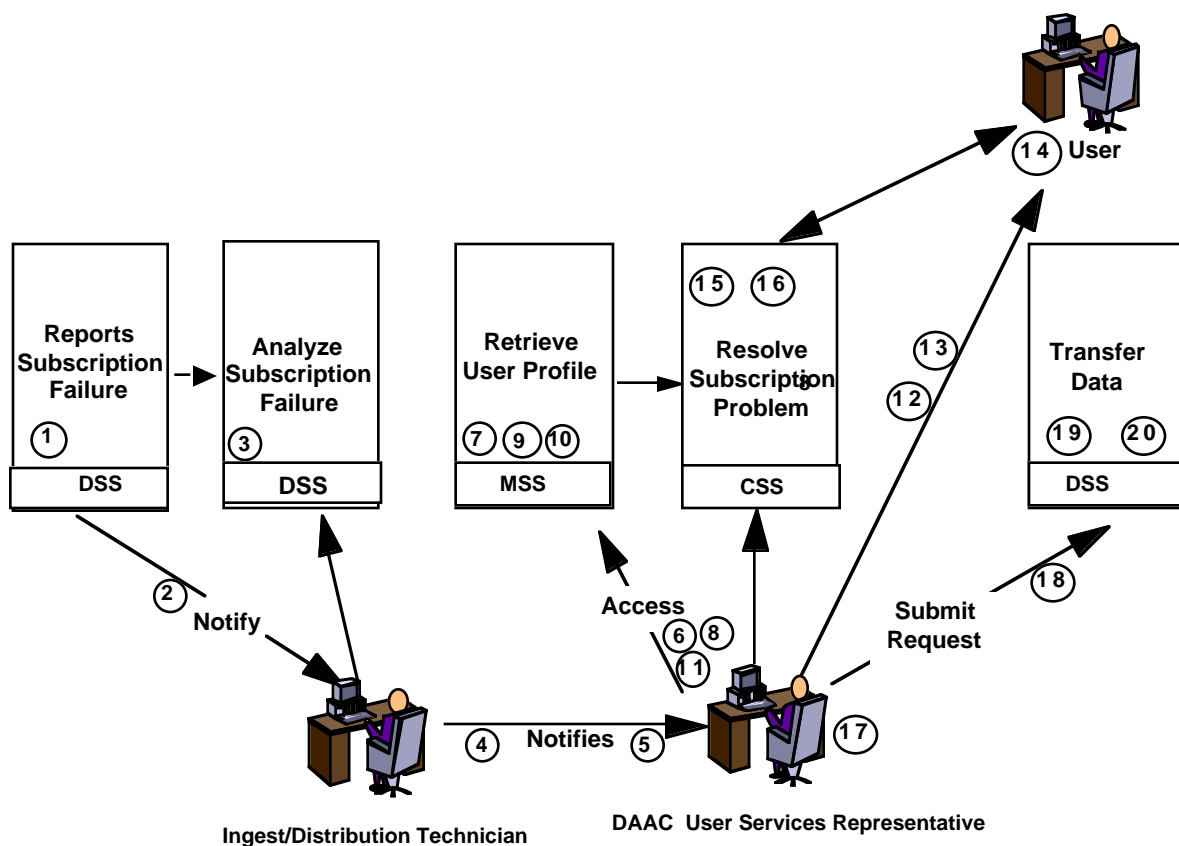 14 User
Reports
Subscription
Failure
1
DSS
Analyze
Subscription
Failure
3
DSS
Retrieve
User Profile
7 9 10
MSS
15 16
Resolve
Subscription
Problem
CSS
13
12
Transfer
Data
19 20
DSS
2
Notify
Access
6 8
11
Submit
Request
18
4 Notifies 5
17
Ingest/Distribution Technician
DAAC User Services Representative